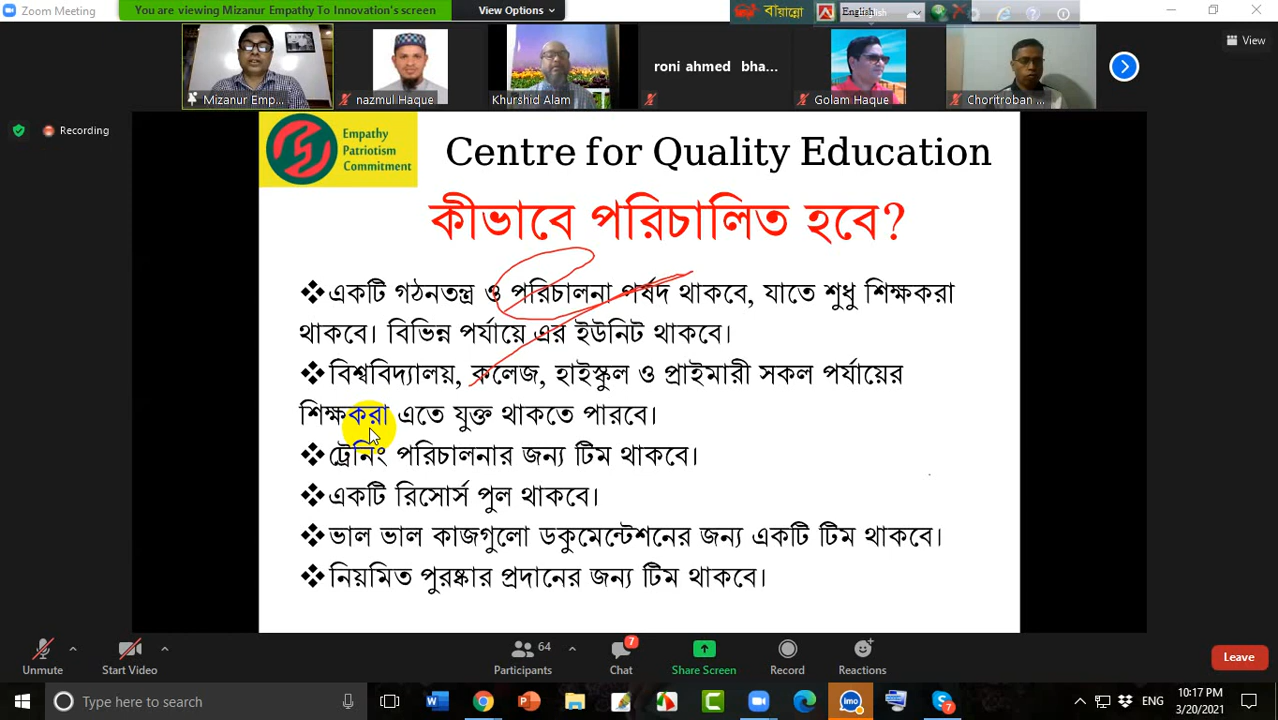 Zoom Meeting
You are viewing Mizanur Empathy To Innovation's screen
View Options
বায়ান্নো
English
View
Mizanur Emp...
nazmul Haque
Khurshid Alam
roni ahmed bha...
Golam Haque
Choritroban ...
Recording
Empathy
Patriotism
Commitment
Centre for Quality Education
কীভাবে পরিচালিত হবে?
❖একটি গঠনতন্ত্র ও পরিচালনা পর্ষদ থাকবে, যাতে শুধু শিক্ষকরা
থাকবে। বিভিন্ন পর্যায়ে এর ইউনিট থাকবে।
❖বিশ্ববিদ্যালয়, কলেজ, হাইস্কুল ও প্রাইমারী সকল পর্যায়ের
শিক্ষকরা এতে যুক্ত থাকতে পারবে।
❖ট্রেনিং পরিচালনার জন্য টিম থাকবে।
❖একটি রিসোর্স পুল থাকবে।
❖ভাল ভাল কাজগুলো ডকুমেন্টেশনের জন্য একটি টিম থাকবে।
❖নিয়মিত পুরষ্কার প্রদানের জন্য টিম থাকবে।
Unmute
Start Video
64
Participants
7
Chat
Share Screen
Record
Reactions
Leave
Type here to search
imo
7
ENG
10:17 PM
3/20/2021